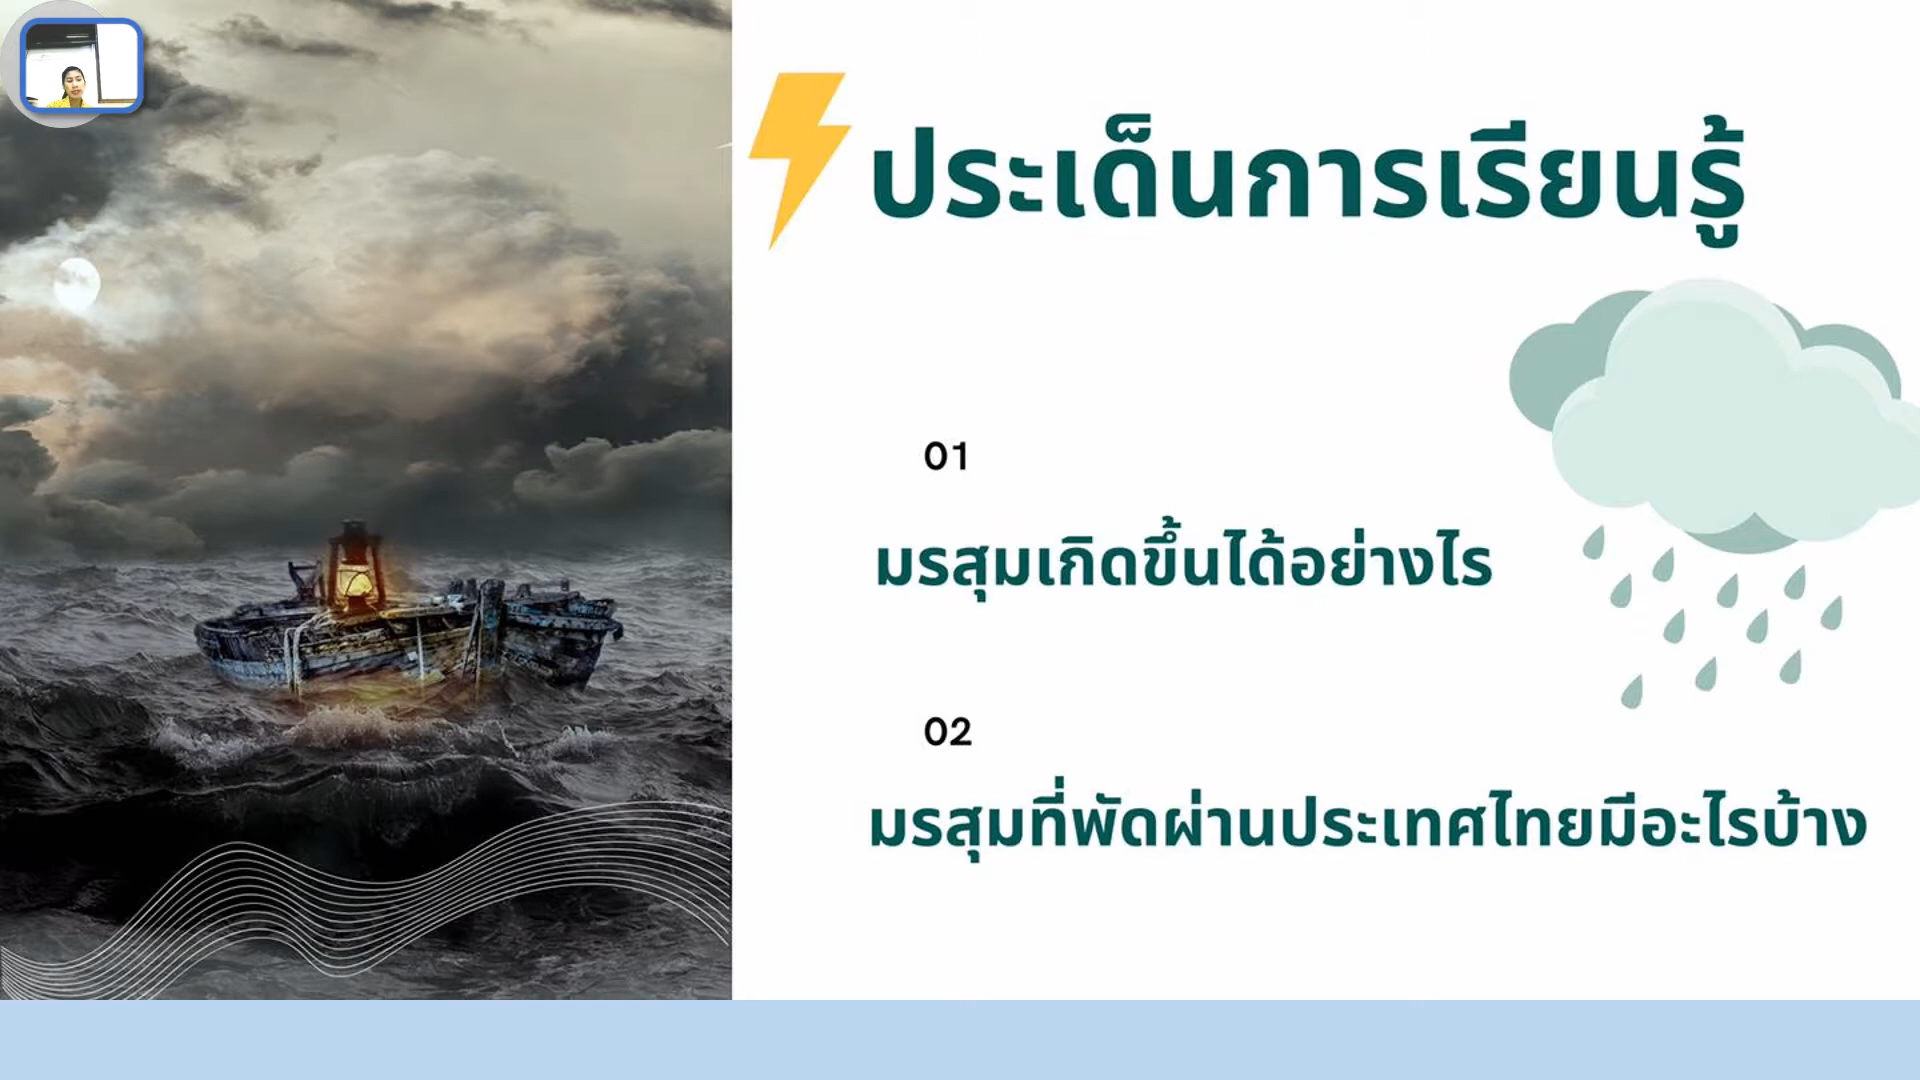 ประเด็นการเรียนรู้
01
มรสุมเกิดขึ้นได้อย่างไร
02
มรสุมที่พัดผ่านประเทศไทยมีอะไรบ้าง